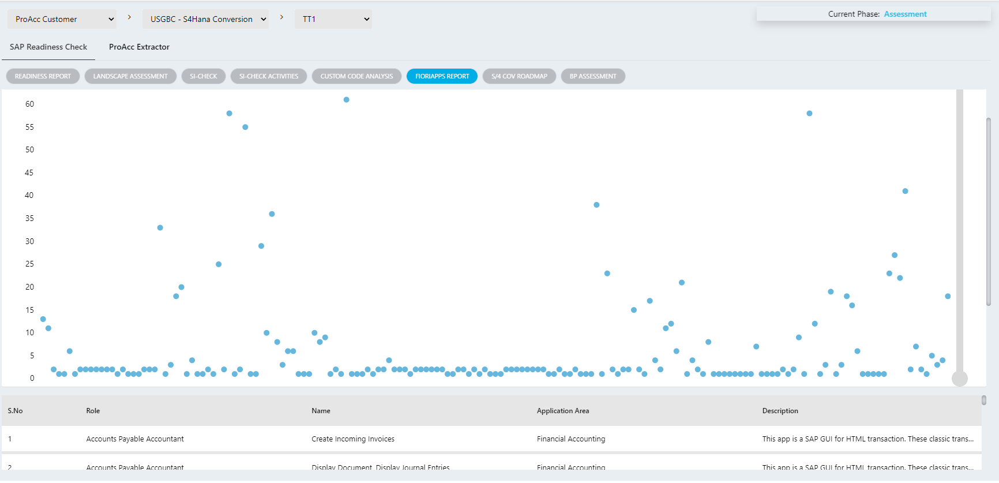 ProAcc Customer > USGBC - S4Hana Conversion > TT1 Current Phase: Assessment
SAP Readiness Check ProAcc Extractor
READINESS REPORT LANDSCAPE ASSESSMENT SI-CHECK SI-CHECK ACTIVITIES CUSTOM CODE ANALYSIS FIORIAPPS REPORT S/4 COV ROADMAP BP ASSESSMENT
60
55
50
45
40
35
30
25
20
15
10
5
0
S.No Role Name Application Area Description
1 Accounts Payable Accountant Create Incoming Invoices Financial Accounting This app is a SAP GUI for HTML transaction. These classic trans...
2 Accounts Payable Accountant Display Document, Display Journal Entries Financial Accounting This app is a SAP GUI for HTML transaction. These classic trans...